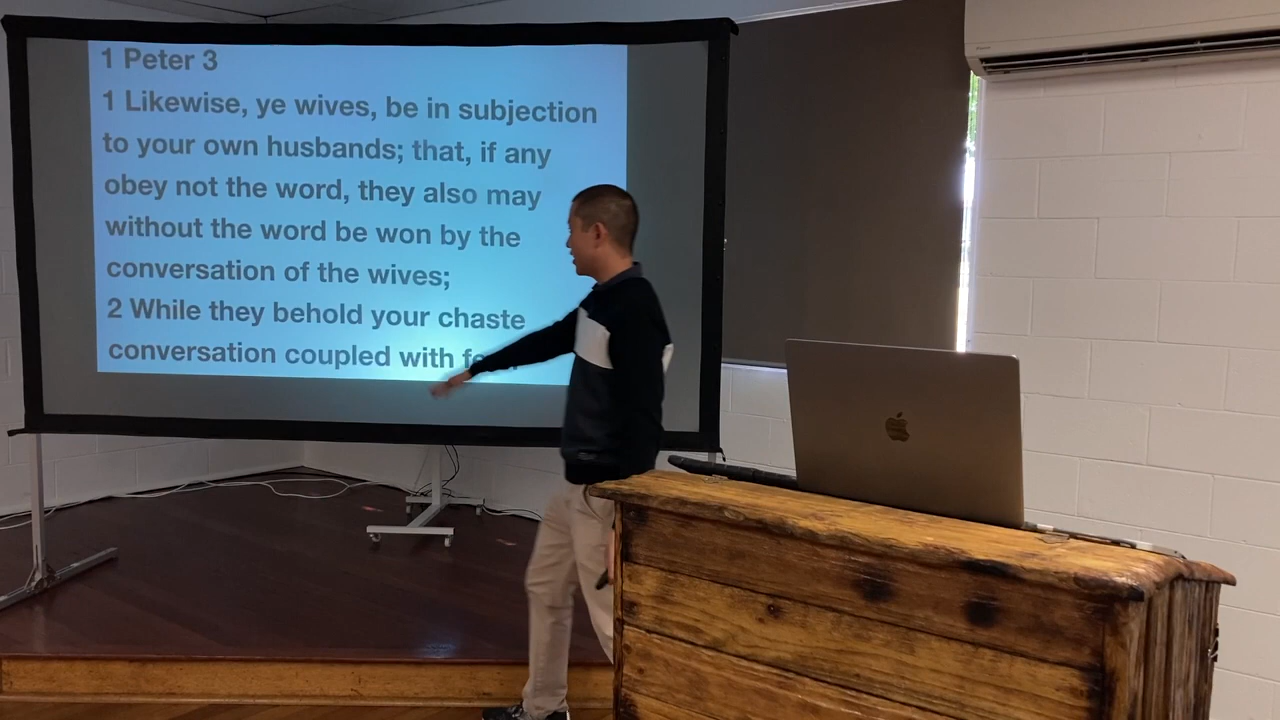 1 Peter 3
1 Likewise, ye wives, be in subjection
to your own husbands; that, if any
obey not the word, they also may
without the word be won by the
conversation of the wives;
2 While they behold your chaste
conversation coupled with